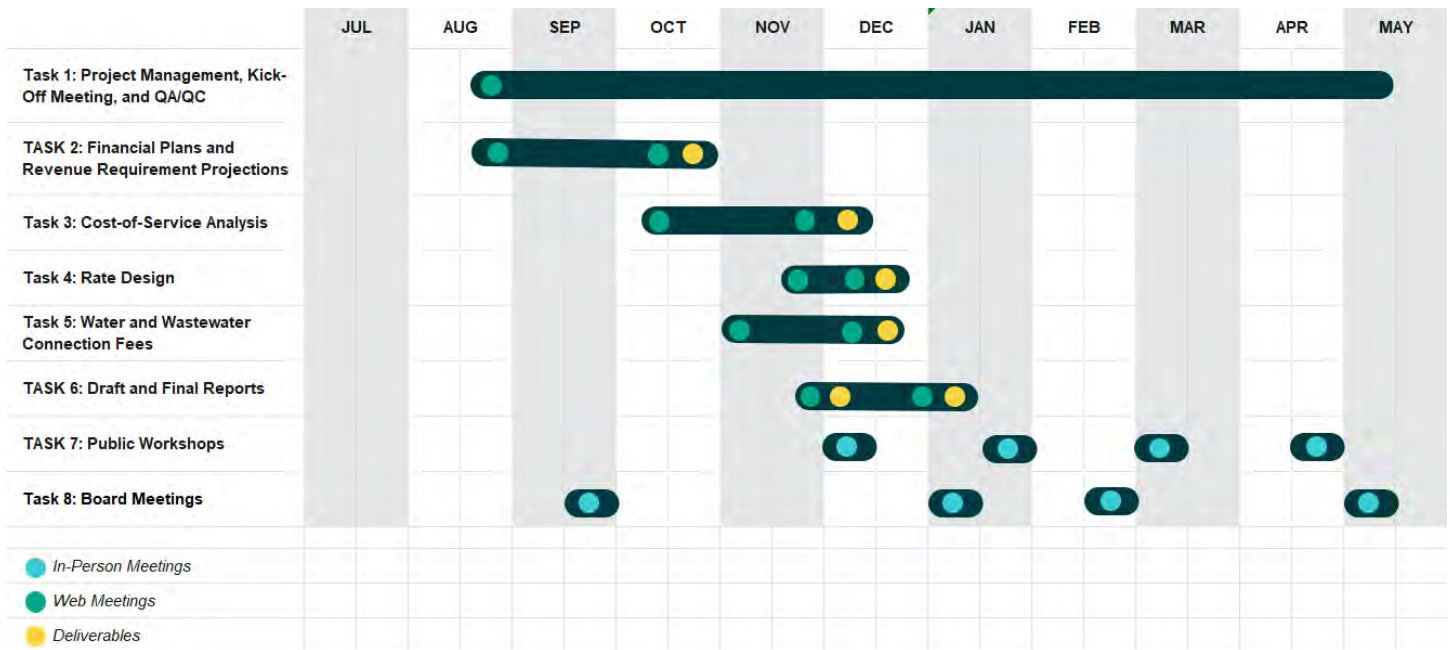 JUL AUG SEP OCT NOV DEC JAN FEB MAR APR MAY
Task 1: Project Management, Kick-
Off Meeting, and QA/QC
TASK 2: Financial Plans and
Revenue Requirement Projections
Task 3: Cost-of-Service Analysis
Task 4: Rate Design
Task 5: Water and Wastewater
Connection Fees
TASK 6: Draft and Final Reports
TASK 7: Public Workshops
Task 8: Board Meetings
In-Person Meetings
Web Meetings
Deliverables